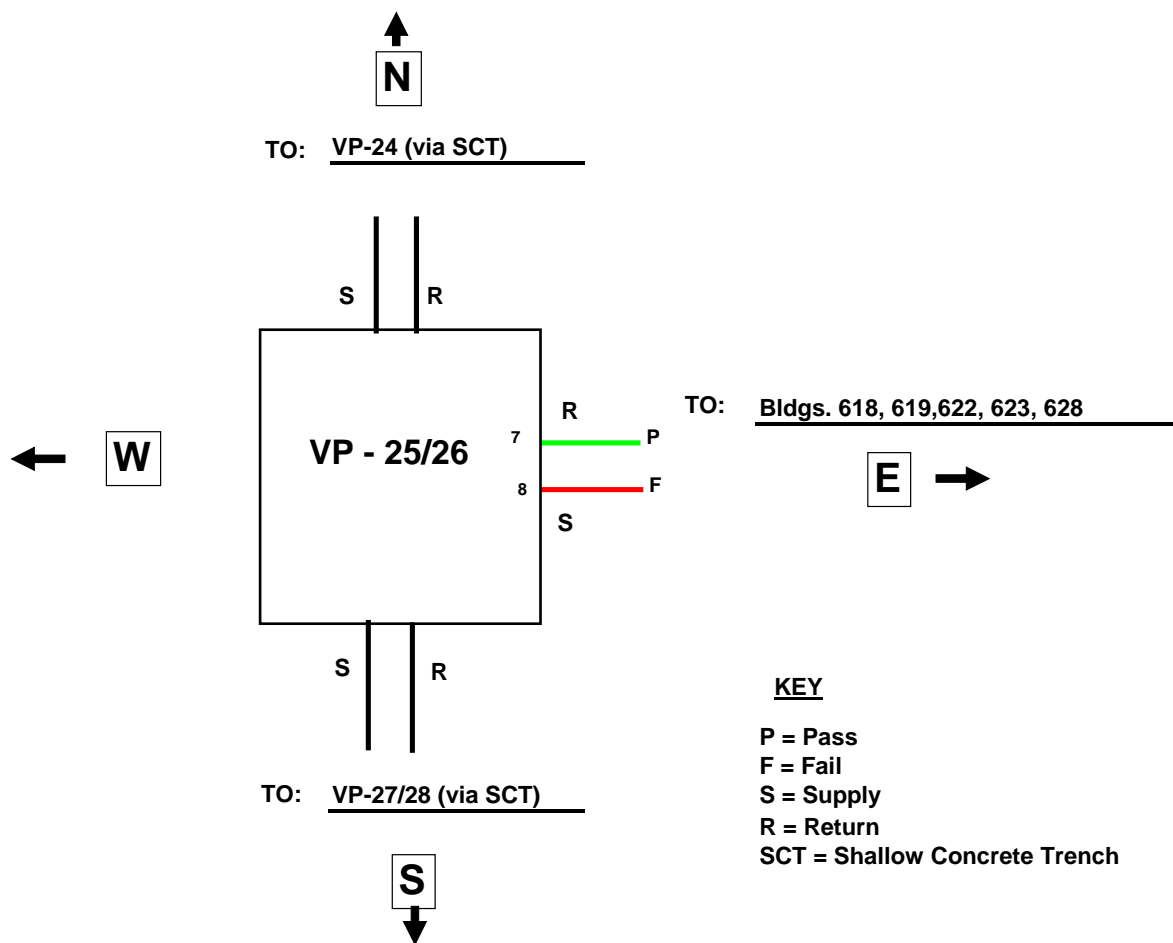 N
TO: VP-24 (via SCT)
S R
R
TO: Bldgs. 618, 619,622, 623, 628
7 P
W
VP - 25/26
E
8 F
S
S R
KEY
P = Pass
F = Fail
TO: VP-27/28 (via SCT)
S = Supply
R = Return
SCT = Shallow Concrete Trench
S